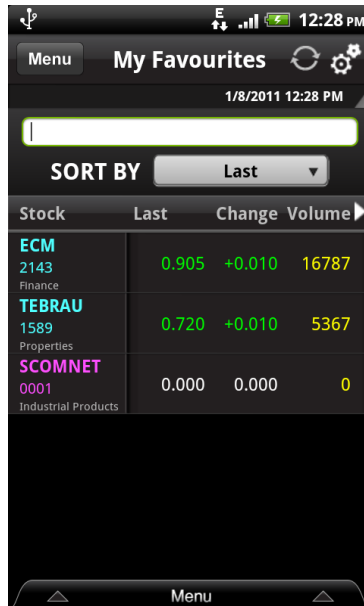 E 12:28 PM
Menu My Favourites
1/8/2011 12:28 PM
SORT BY Last
Stock Last Change Volume
ECM
2143 0.905 +0.010 16787
Finance
TEBRAU
1589 0.720 +0.010 5367
Properties
SCOMNET
0001 0.000 0.000 0
Industrial Products
Menu